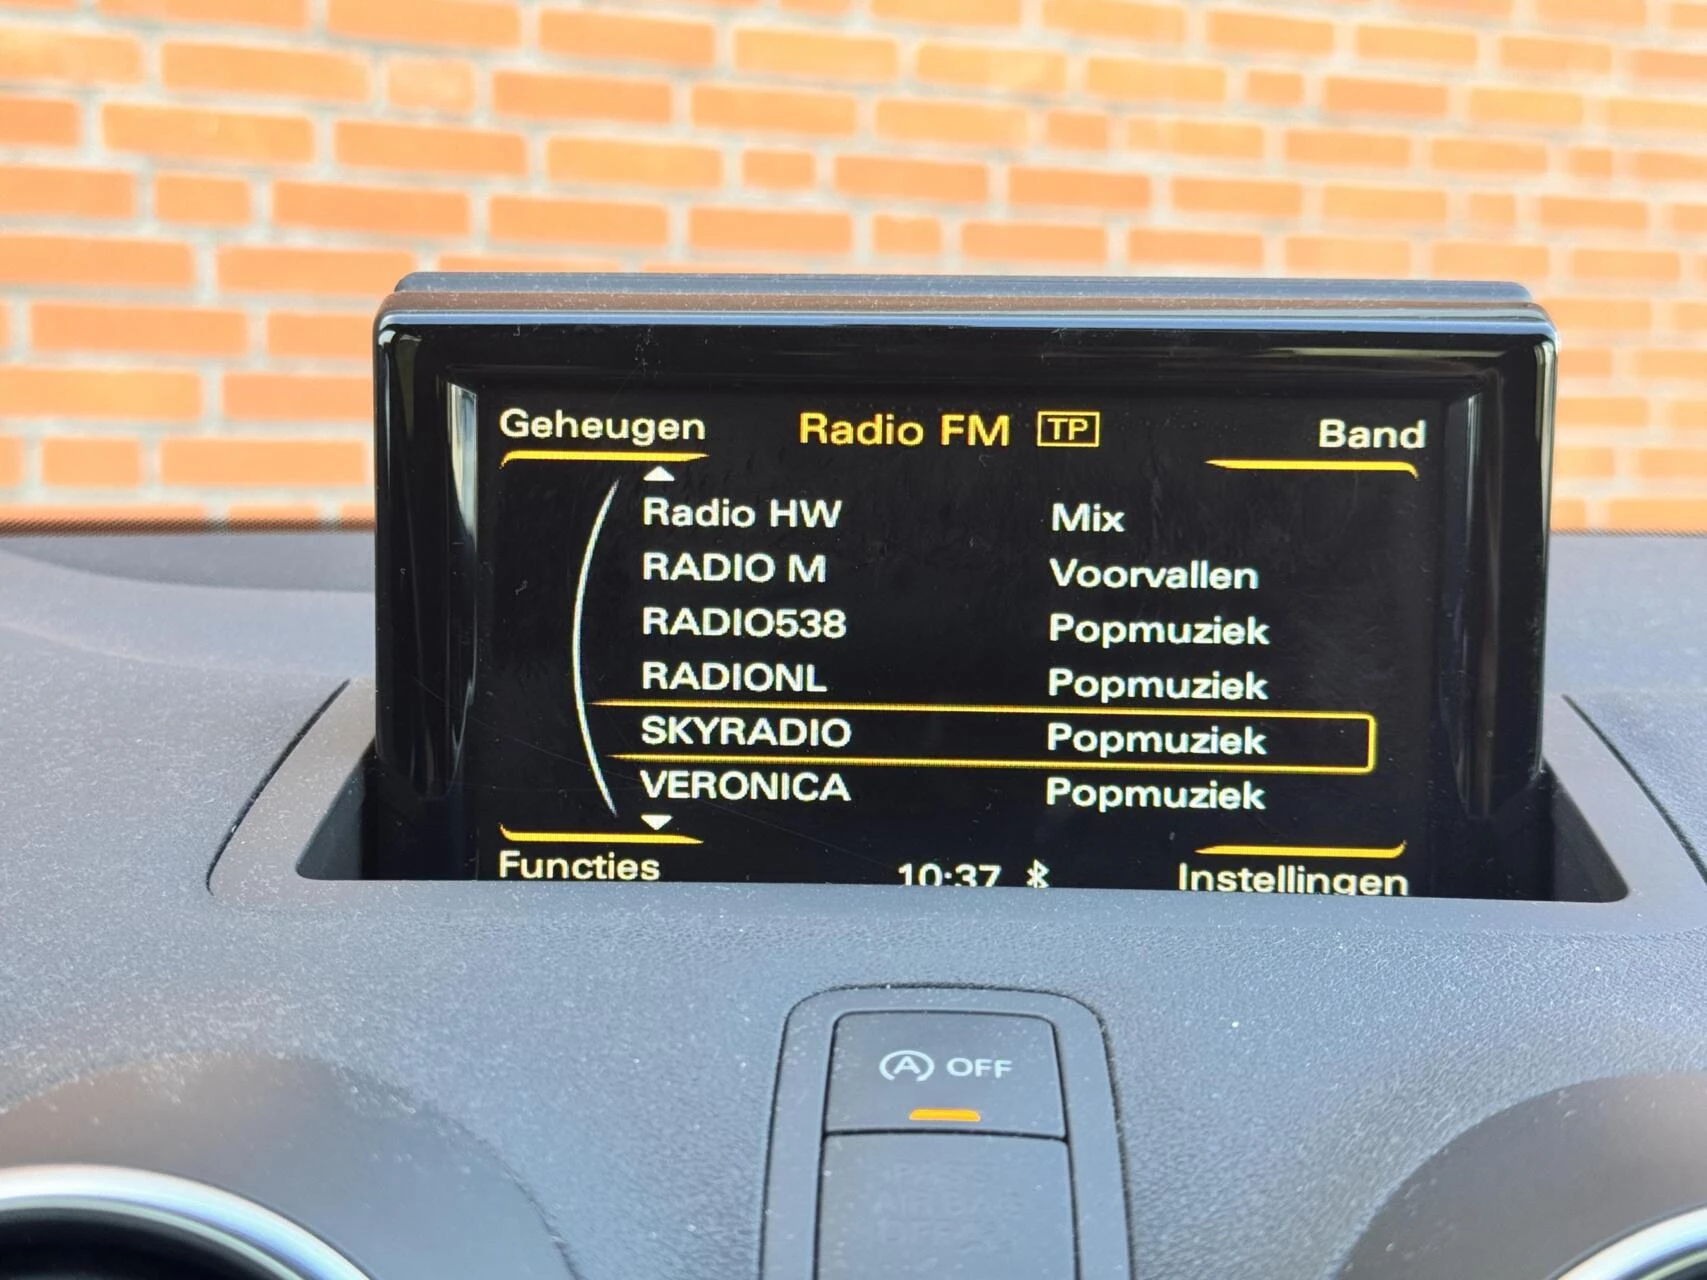 Geheugen Radio FM TP Band
Radio HW Mix
RADIO M Voorvallen
RADIO538 Popmuziek
RADIONL Popmuziek
SKYRADIO Popmuziek
VERONICA Popmuziek
Functies 10:37 Instellingen
A OFF